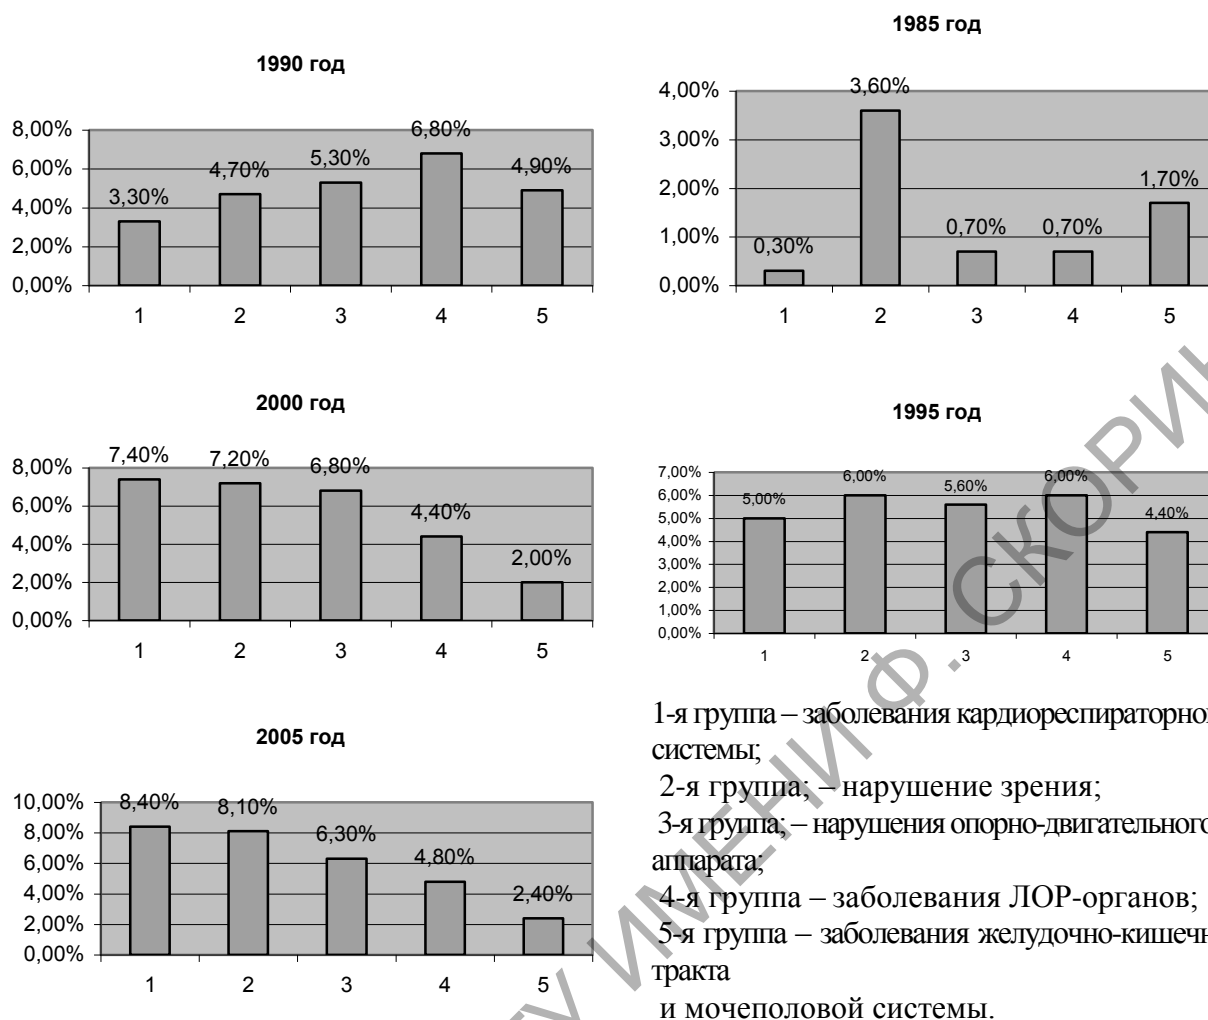 1990 год
8,00%
6,00%
4,00%
2,00%
0,00%
3,30%
4,70%
5,30%
6,80%
4,90%
1 2 3 4 5
1985 год
4,00%
3,00%
2,00%
1,00%
0,00%
0,30%
3,60%
0,70%
0,70%
1,70%
1 2 3 4 5
2000 год
8,00%
6,00%
4,00%
2,00%
0,00%
7,40%
7,20%
6,80%
4,40%
2,00%
1 2 3 4 5
1995 год
7,00%
6,00%
5,00%
4,00%
3,00%
2,00%
1,00%
0,00%
5,00%
6,00%
5,60%
6,00%
4,40%
1 2 3 4 5
2005 год
10,00%
8,00%
6,00%
4,00%
2,00%
0,00%
8,40%
8,10%
6,30%
4,80%
2,40%
1 2 3 4 5
1-я группа – заболевания кардиореспираторно
системы;
2-я группа; – нарушение зрения;
3-я группа; – нарушения опорно-двигательного
аппарата;
4-я группа – заболевания ЛОР-органов;
5-я группа – заболевания желудочно-кишечн
тракта
и мочеполовой системы.
ИМЕНИ Ф. СКОРИН